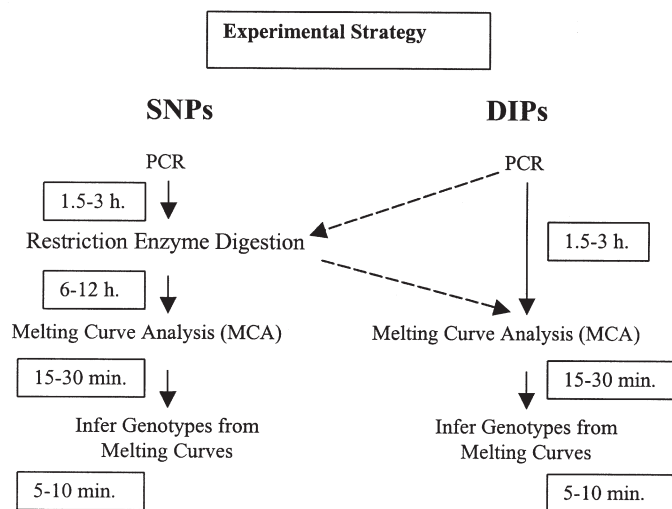 Experimental Strategy
SNPs
DIPs
PCR
PCR
1.5-3 h.
Restriction Enzyme Digestion
1.5-3 h.
6-12 h.
Melting Curve Analysis (MCA)
Melting Curve Analysis (MCA)
15-30 min.
15-30 min.
Infer Genotypes from
Melting Curves
Infer Genotypes from
Melting Curves
5-10 min.
5-10 min.